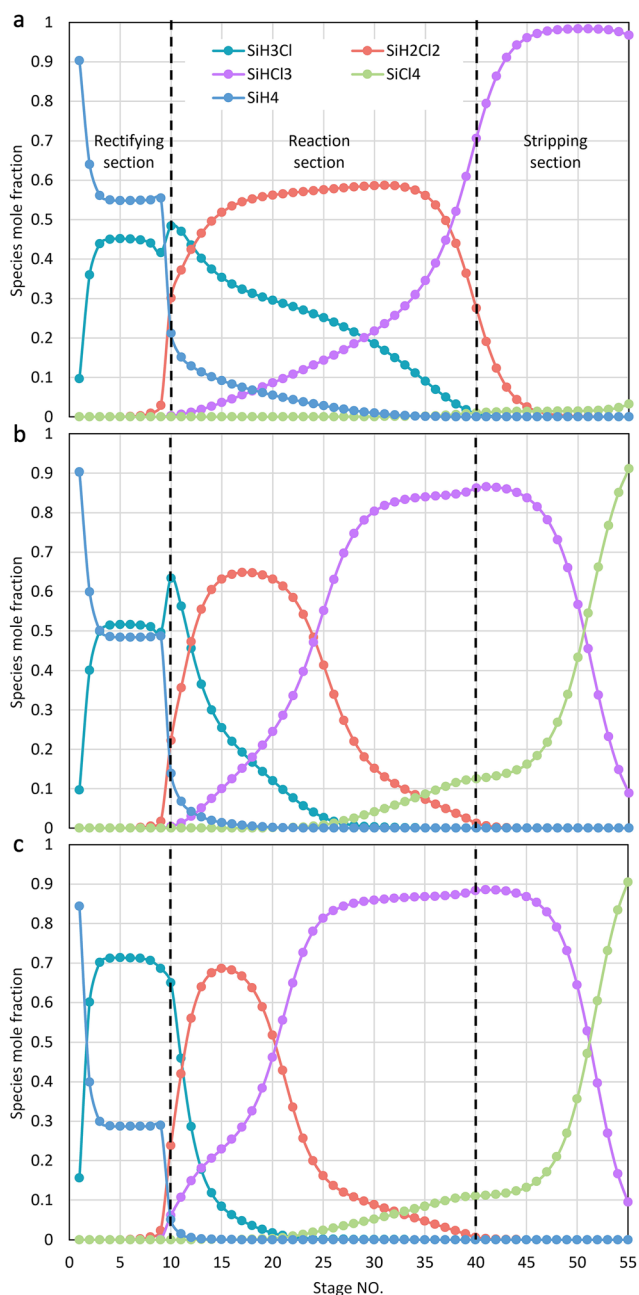 a
1
0.9
0.8
0.7
0.6
0.5
0.4
0.3
0.2
0.1
0
Species mole fraction
SiH3Cl
SiH2Cl2
SiHCl3
SiCl4
SiH4
Rectifying
section
Reaction
section
Stripping
section
b
1
0.9
0.8
0.7
0.6
0.5
0.4
0.3
0.2
0.1
0
Species mole fraction
c
1
0.9
0.8
0.7
0.6
0.5
0.4
0.3
0.2
0.1
0
Species mole fraction
0 5 10 15 20 25 30 35 40 45 50 55
Stage NO.